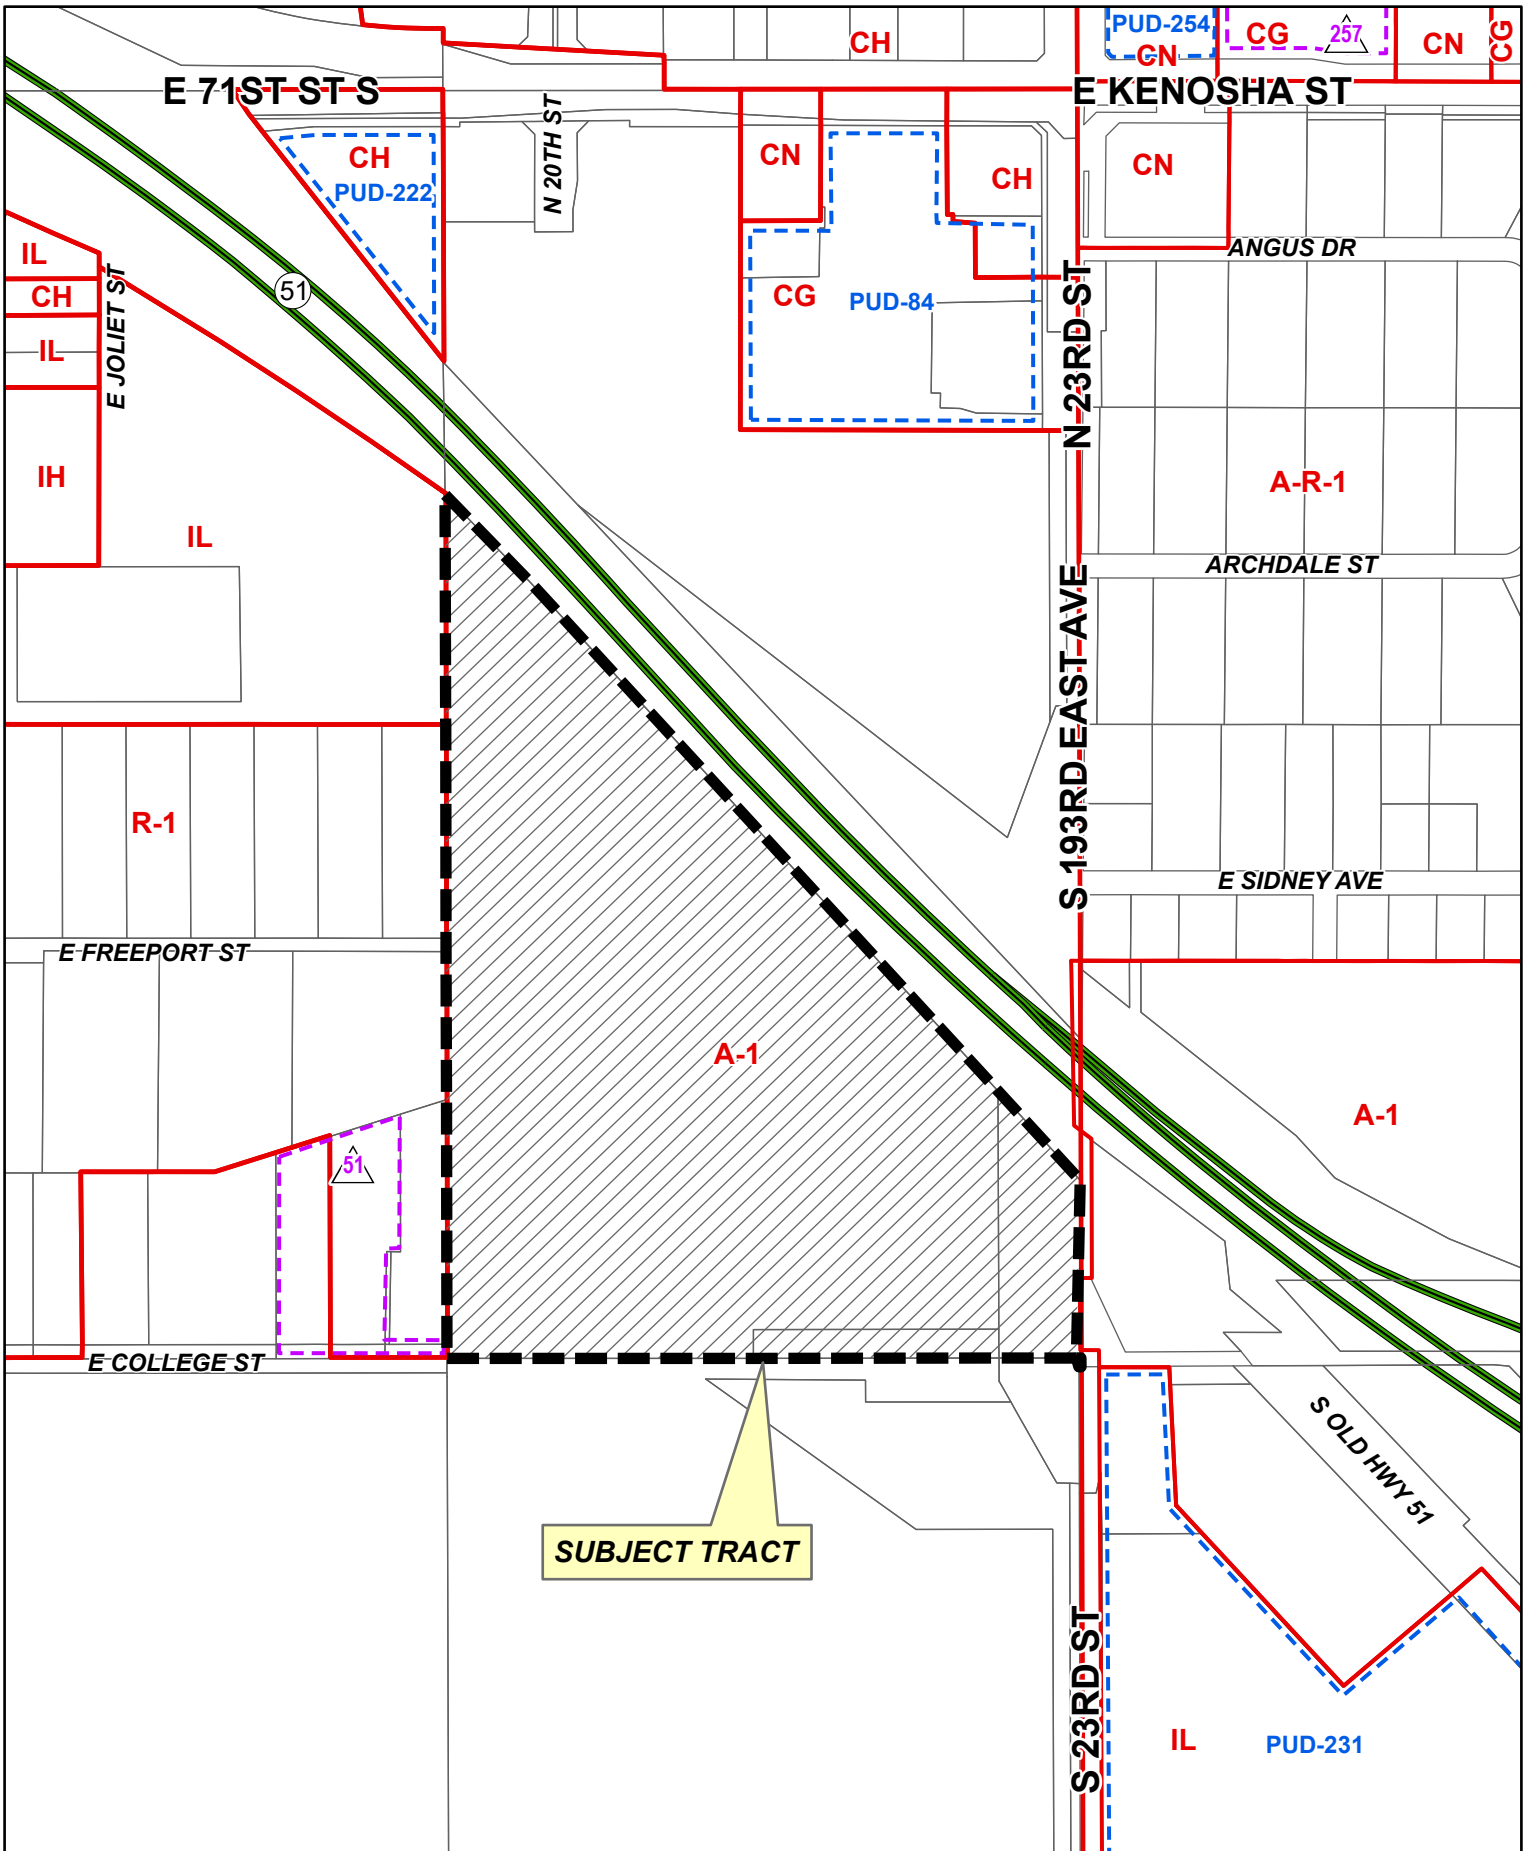 PUD-254
CN
CG
257
CN
CG
CH
E 71ST ST S
E KENOSHA ST
CH
PUD-222
N 20TH ST
CN
CH
CN
IL
CH
IL
E JOLIET ST
51
CG
PUD-84
N 23RD ST
ANGUS DR
IH
IL
A-R-1
ARCHDALE ST
S 193RD EAST AVE
R-1
E SIDNEY AVE
E FREEPORT ST
A-1
A-1
51
E COLLEGE ST
S OLD HWY 51
SUBJECT TRACT
S 23RD ST
IL
PUD-231